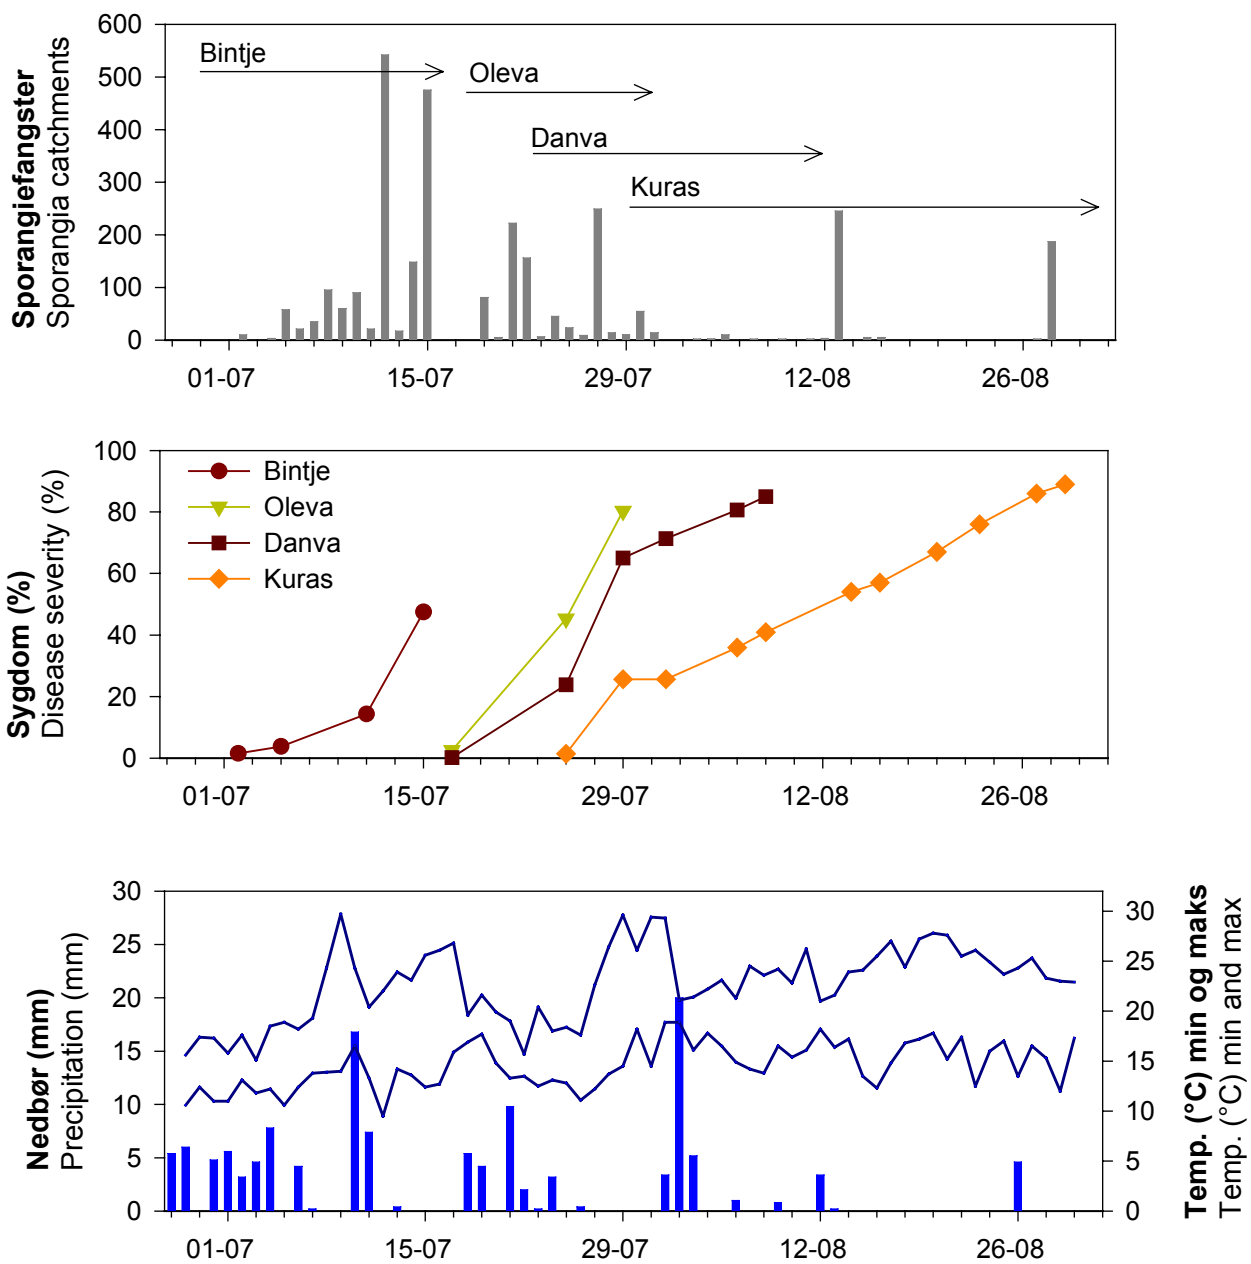 Sporangiefangster
Sporangia catchments
600
500
400
300
200
100
0
Bintje
Oleva
Danva
Kuras
01-07
15-07
29-07
12-08
26-08
Sygdom (%)
Disease severity (%)
100
80
60
40
20
0
Bintje
Oleva
Danva
Kuras
01-07
15-07
29-07
12-08
26-08
Nedbør (mm)
Precipitation (mm)
30
25
20
15
10
5
0
30
25
20
15
10
5
0
Temp. (°C) min og maks
Temp. (°C) min and max
01-07
15-07
29-07
12-08
26-08